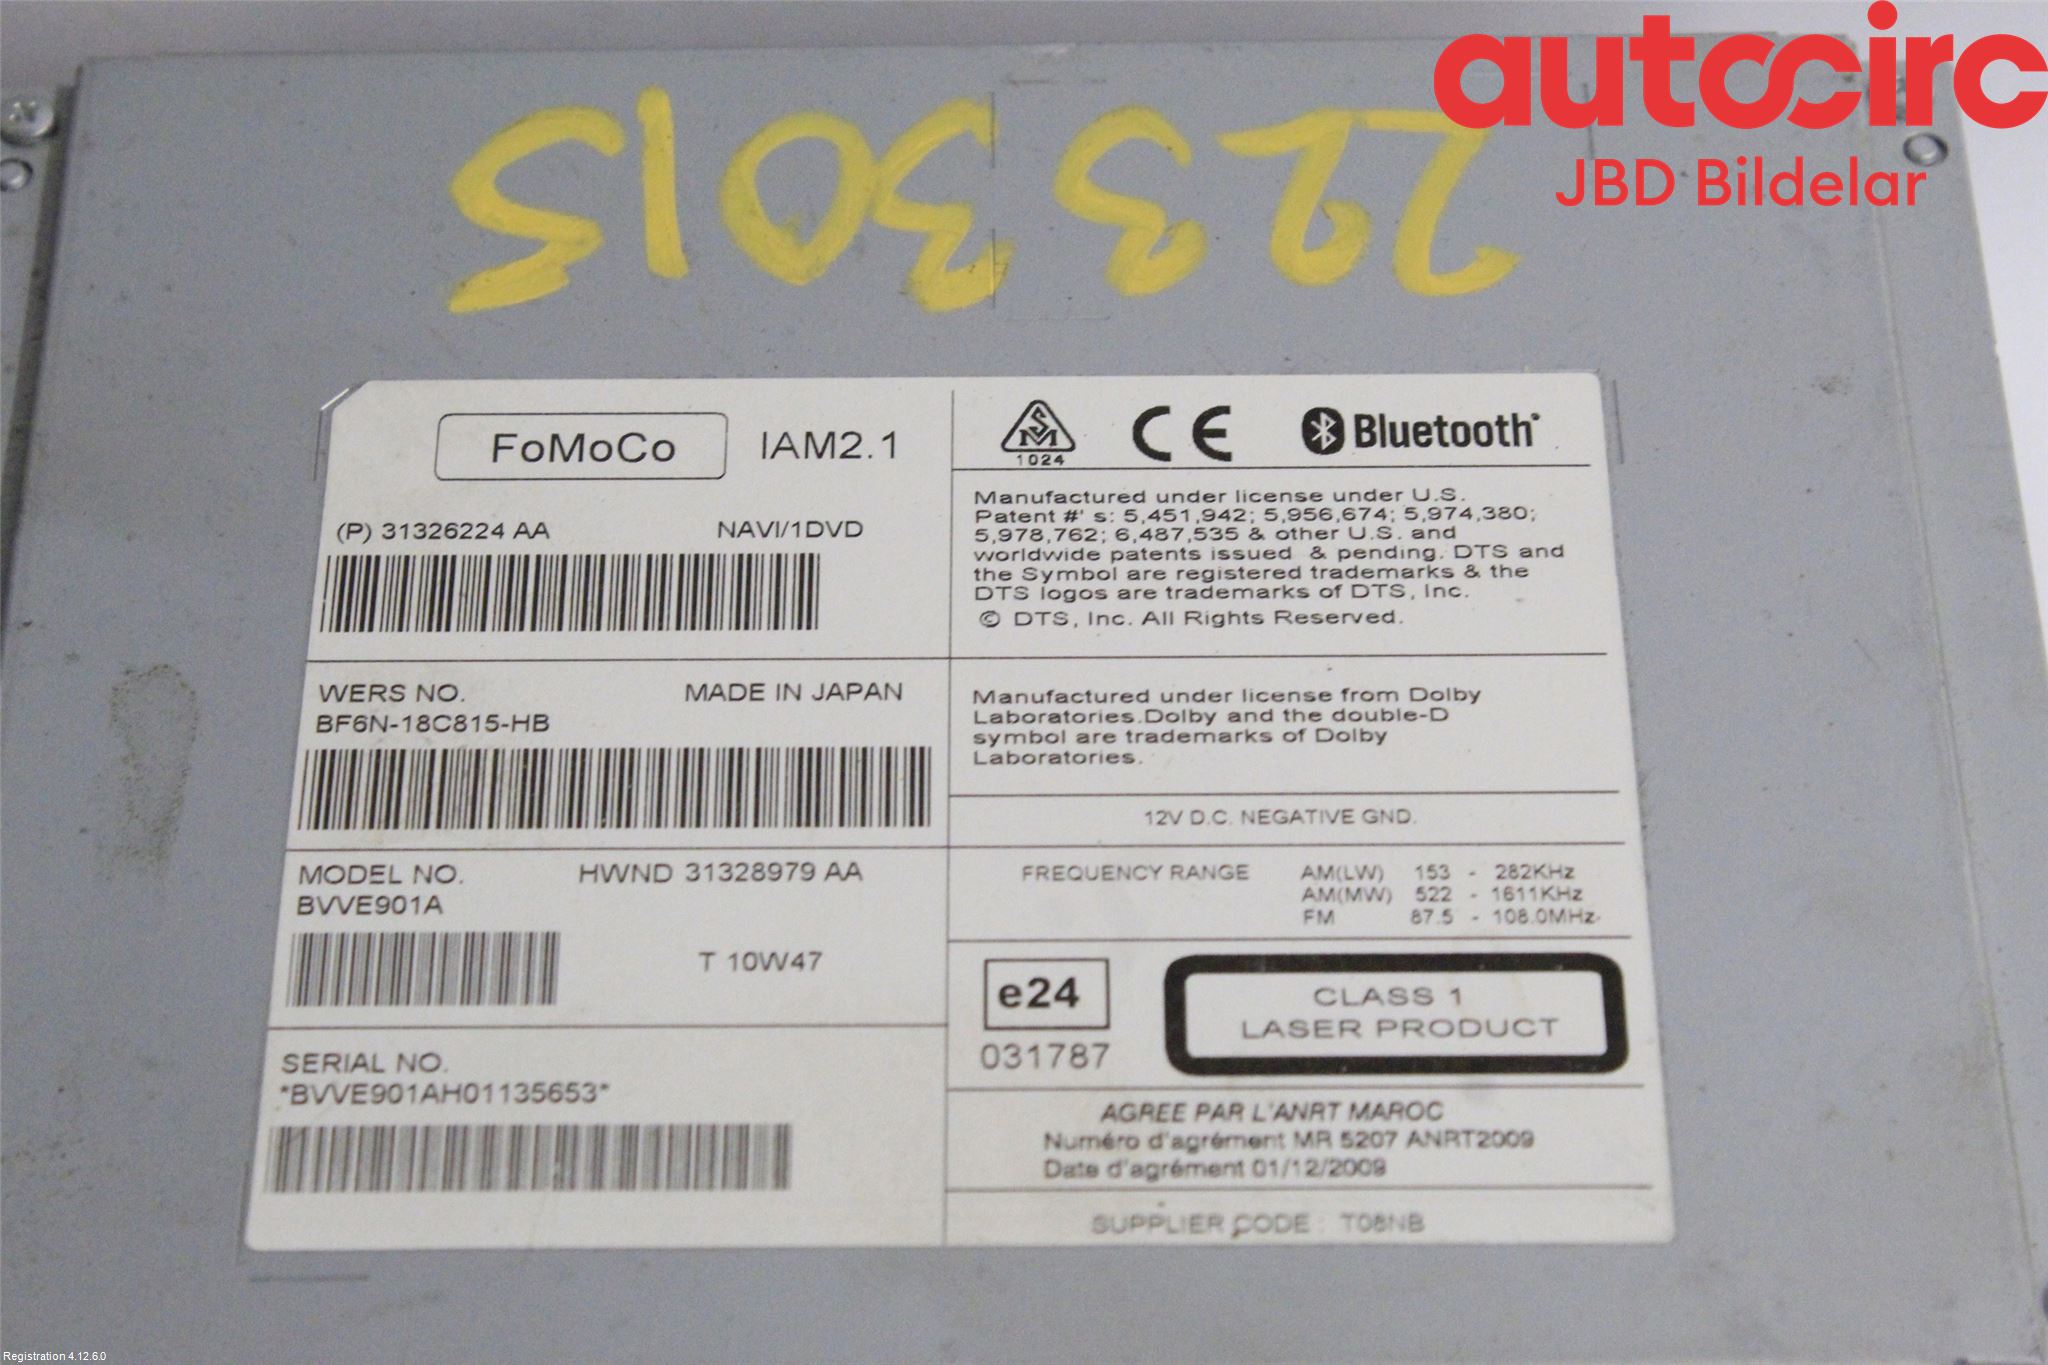 autocirc
JBD Bildelar
2233015
FoMoCo IAM2.1
(P) 31326224 AA NAVI/1DVD
WERS NO. MADE IN JAPAN
BF6N-18C815-HB
MODEL NO. HWND 31328979 AA
BVVE901A
T 10W47
SERIAL NO.
*BVVE901AH01135653*
SM
1024
CE
Bluetooth
Manufactured under license under U.S.
Patent #' s: 5,451,942; 5,956,674; 5,974,380;
5,978,762; 6,487,535 & other U.S. and
worldwide patents issued & pending. DTS and
the Symbol are registered trademarks & the
DTS logos are trademarks of DTS, Inc.
© DTS, Inc. All Rights Reserved.
Manufactured under license from Dolby
Laboratories.Dolby and the double-D
symbol are trademarks of Dolby
Laboratories.
12V D.C. NEGATIVE GND.
FREQUENCY RANGE AM(LW) 153 - 282KHz
AM(MW) 522 - 1611KHz
FM 87.5 - 108.0MHz
e24
031787
CLASS 1
LASER PRODUCT
AGREE PAR L'ANRT MAROC
Numéro d'agrément MR 5207 ANRT2009
Date d'agrément 01/12/2009
SUPPLIER CODE : T08NB
Registration 4.12.6.0